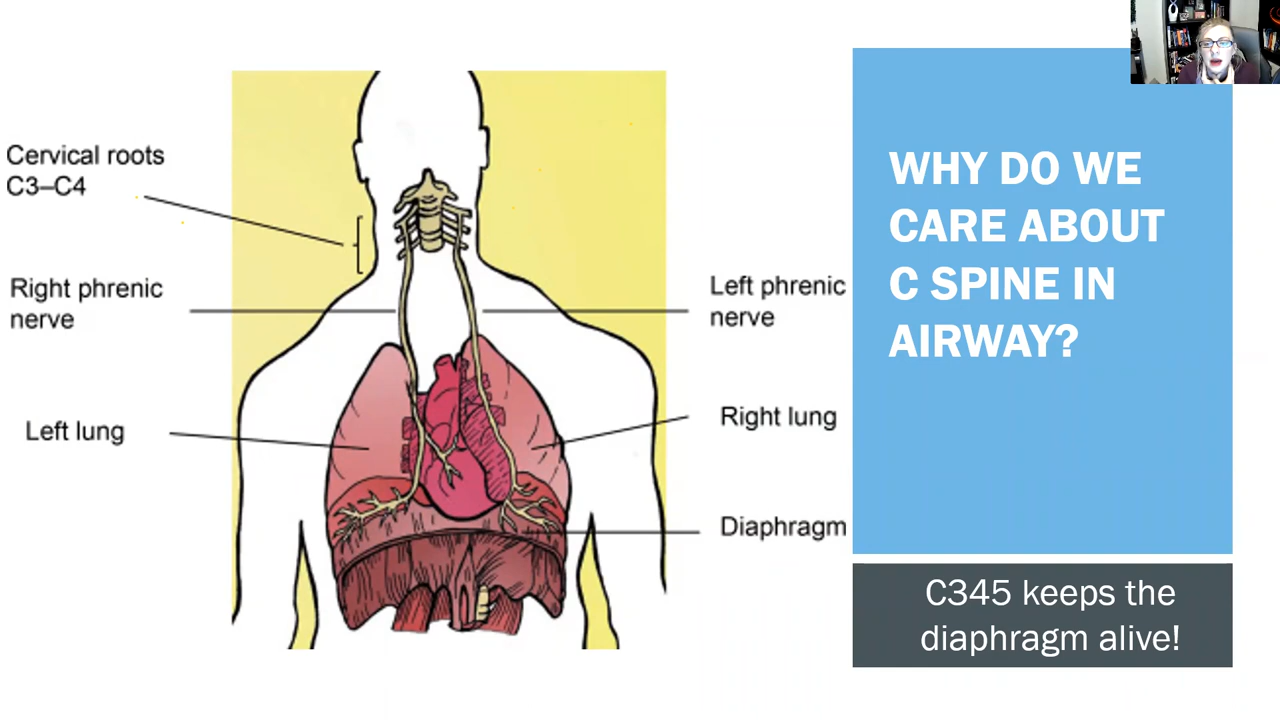 Cervical roots
C3–C4
Right phrenic
nerve
Left lung
Left phrenic
nerve
Right lung
Diaphragm
WHY DO WE
CARE ABOUT
C SPINE IN
AIRWAY?
C345 keeps the
diaphragm alive!